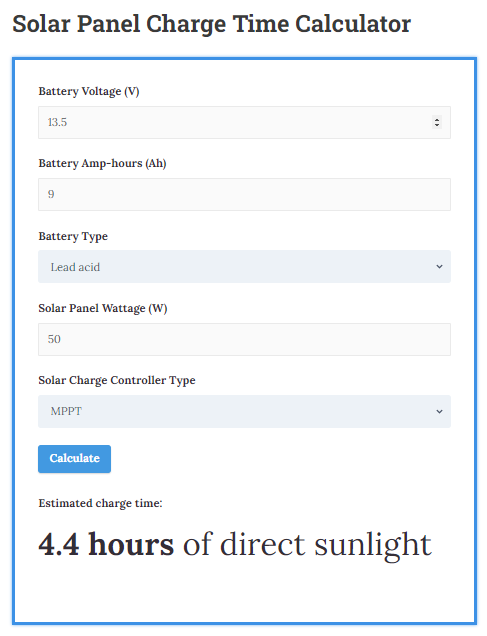 Solar Panel Charge Time Calculator
Battery Voltage (V)
13.5
Battery Amp-hours (Ah)
9
Battery Type
Lead acid
Solar Panel Wattage (W)
50
Solar Charge Controller Type
MPPT
Calculate
Estimated charge time:
4.4 hours of direct sunlight